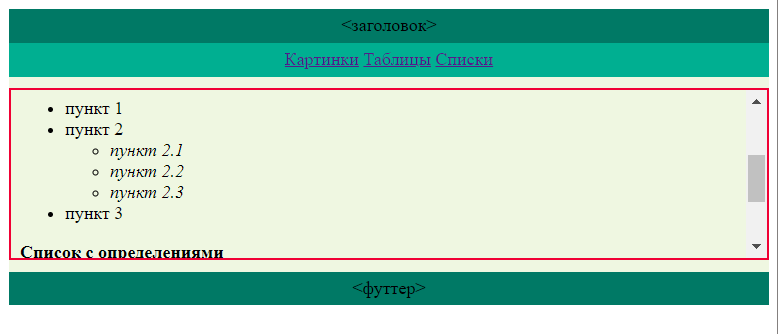 <заголовок>
Картинки Таблицы Списки
пункт 1
пункт 2
пункт 2.1
пункт 2.2
пункт 2.3
пункт 3
Список с определениями
<футтер>